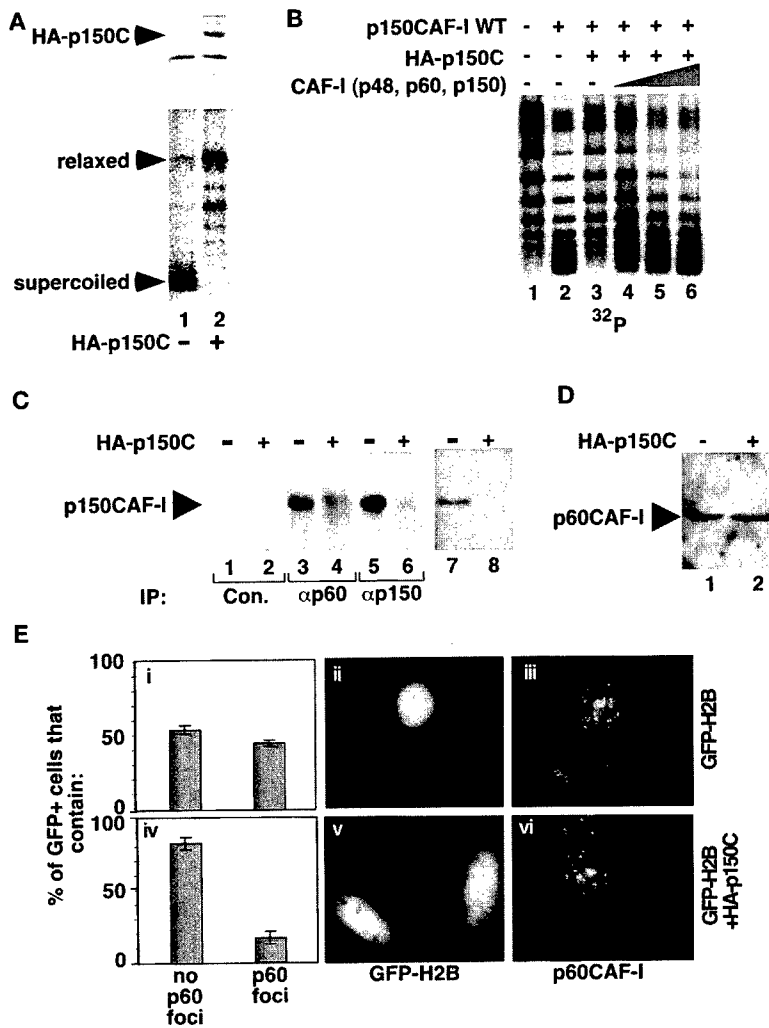 A
HA-p150C
relaxed
supercoiled
1 2
HA-p150C - +
B
p150CAF-I WT - + + + + +
HA-p150C - - + + + +
CAF-I (p48, p60, p150) - - -
1 2 3 4 5 6
32P
C
HA-p150C - + - + - + - +
p150CAF-I
1 2 3 4 5 6 7 8
IP: Con. αp60 αp150
D
HA-p150C - +
p60CAF-I
1 2
E
% of GFP+ cells that contain:
100
50
0
i
ii
iii
GFP-H2B
100
50
0
iv
v
vi
GFP-H2B
+HA-p150C
no p60 foci
p60 foci
GFP-H2B
p60CAF-I